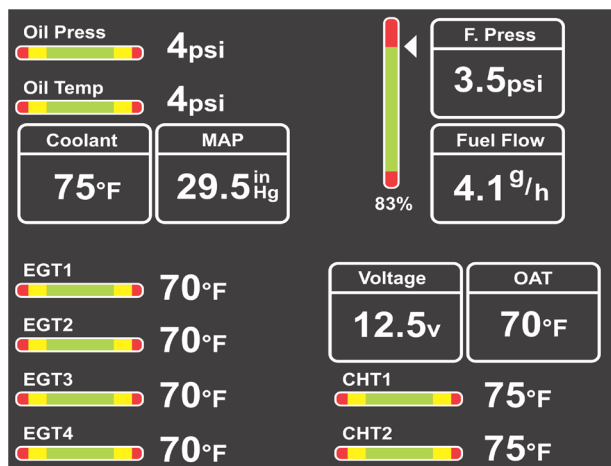 Oil Press
4psi
Oil Temp
4psi
Coolant
75°F
MAP
29.5 in Hg
83%
F. Press
3.5psi
Fuel Flow
4.1g/h
EGT1
70°F
EGT2
70°F
EGT3
70°F
EGT4
70°F
Voltage
12.5v
OAT
70°F
CHT1
75°F
CHT2
75°F